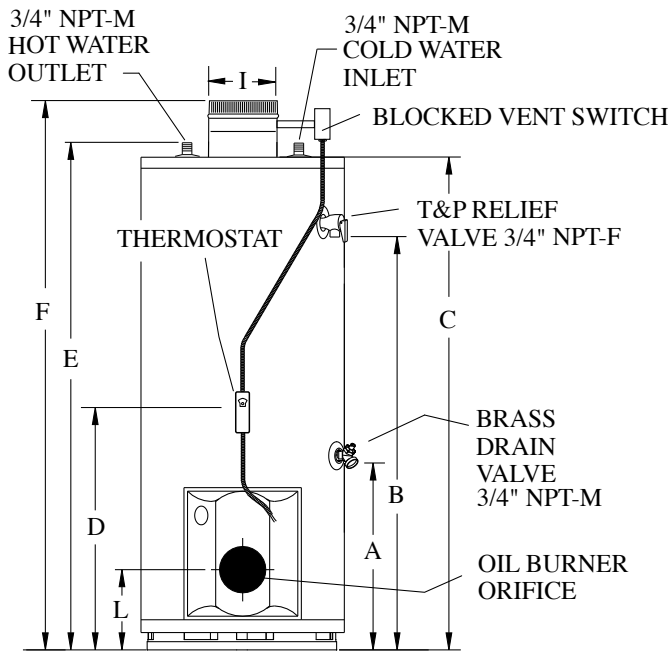 3/4" NPT-M
HOT WATER
OUTLET
3/4" NPT-M
COLD WATER
INLET
I
BLOCKED VENT SWITCH
T&P RELIEF
VALVE 3/4" NPT-F
THERMOSTAT
F
E
C
BRASS
DRAIN
VALVE
3/4" NPT-M
B
D
A
OIL BURNER
ORIFICE
L